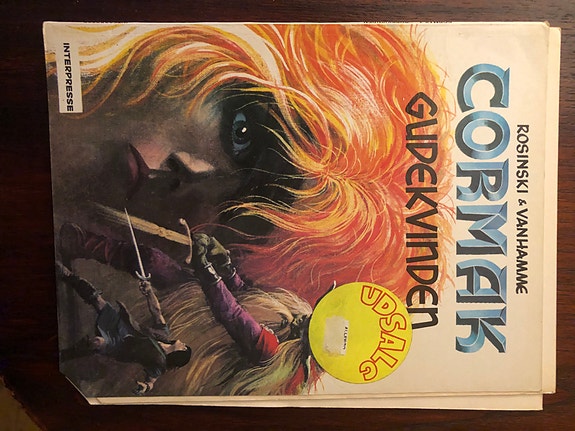 ROSINSKI & VANHAMME
CORMAK
GUDEKVINDEN
UDSALG
INTERPRESSE